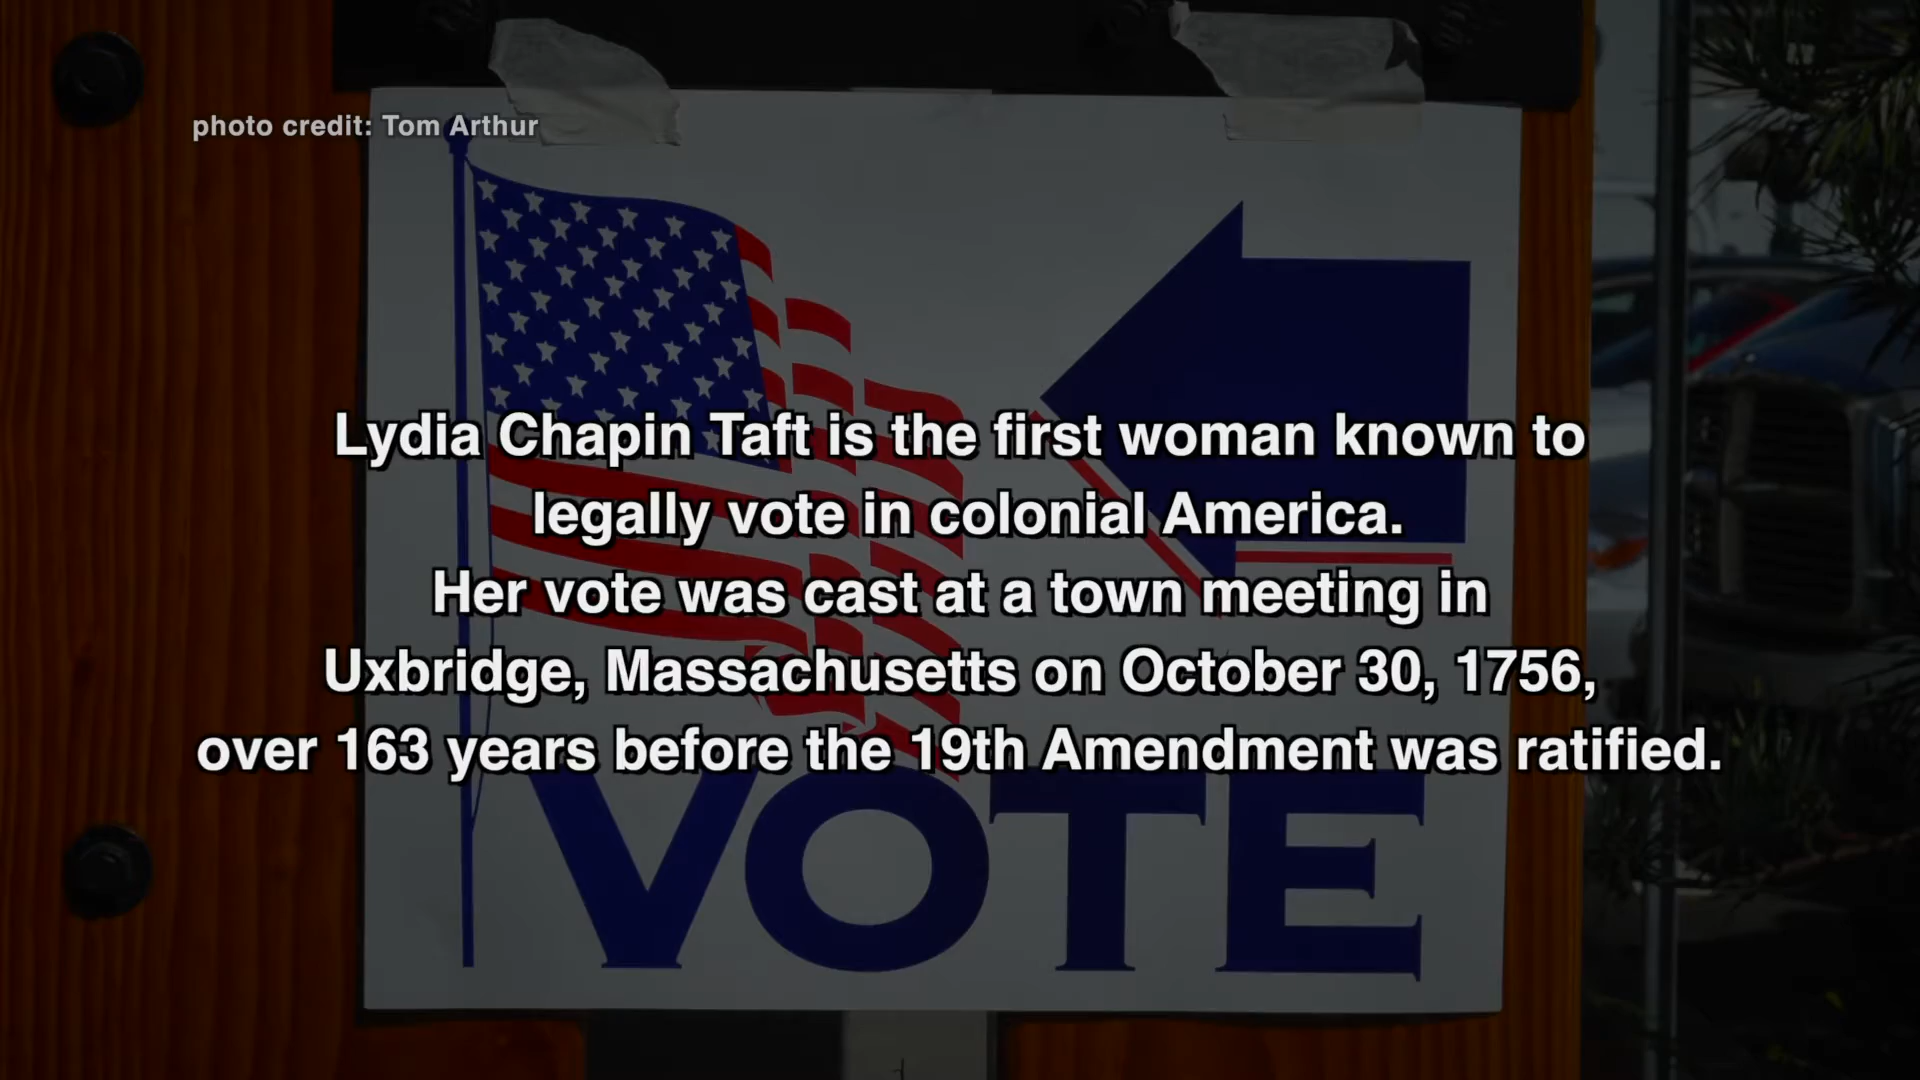 photo credit: Tom Arthur
Lydia Chapin Taft is the first woman known to
legally vote in colonial America.
Her vote was cast at a town meeting in
Uxbridge, Massachusetts on October 30, 1756,
over 163 years before the 19th Amendment was ratified.
VOTE